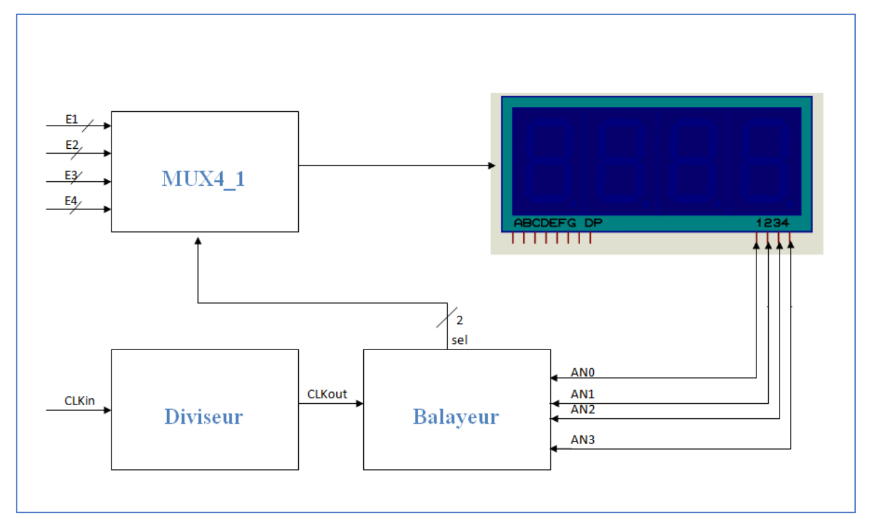 E1
E2
E3
E4
MUX4_1
ABCDEFG DP
1234
2
sel
CLKin
Diviseur
CLKout
Balayeur
AN0
AN1
AN2
AN3